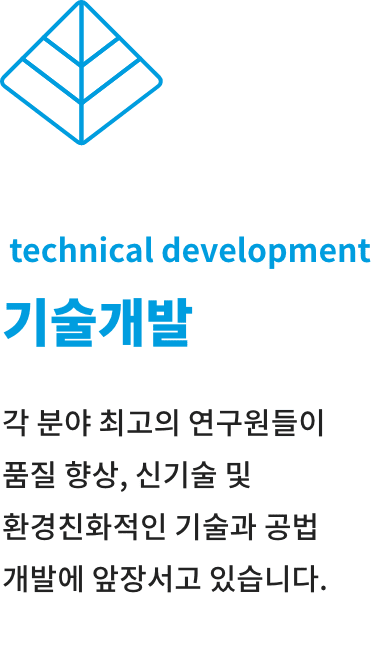 technical development
기술개발
각 분야 최고의 연구원들이
품질 향상, 신기술 및
환경친화적인 기술과 공법
개발에 앞장서고 있습니다.